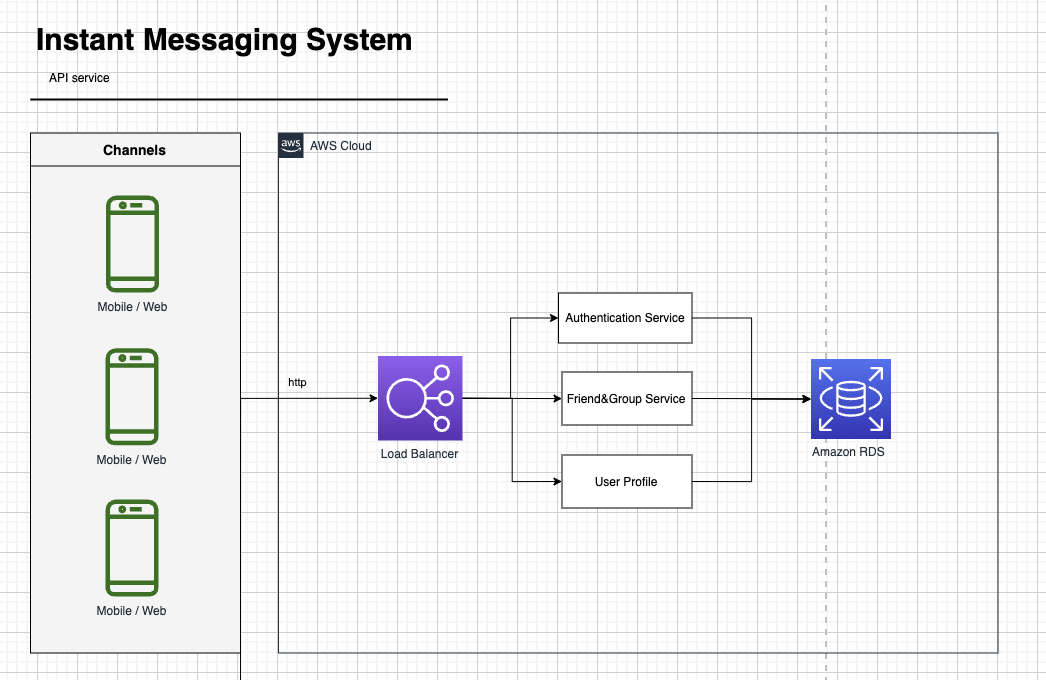 Instant Messaging System
API service
Channels
Mobile / Web
Mobile / Web
Mobile / Web
aws
AWS Cloud
http
Load Balancer
Authentication Service
Friend&Group Service
User Profile
Amazon RDS